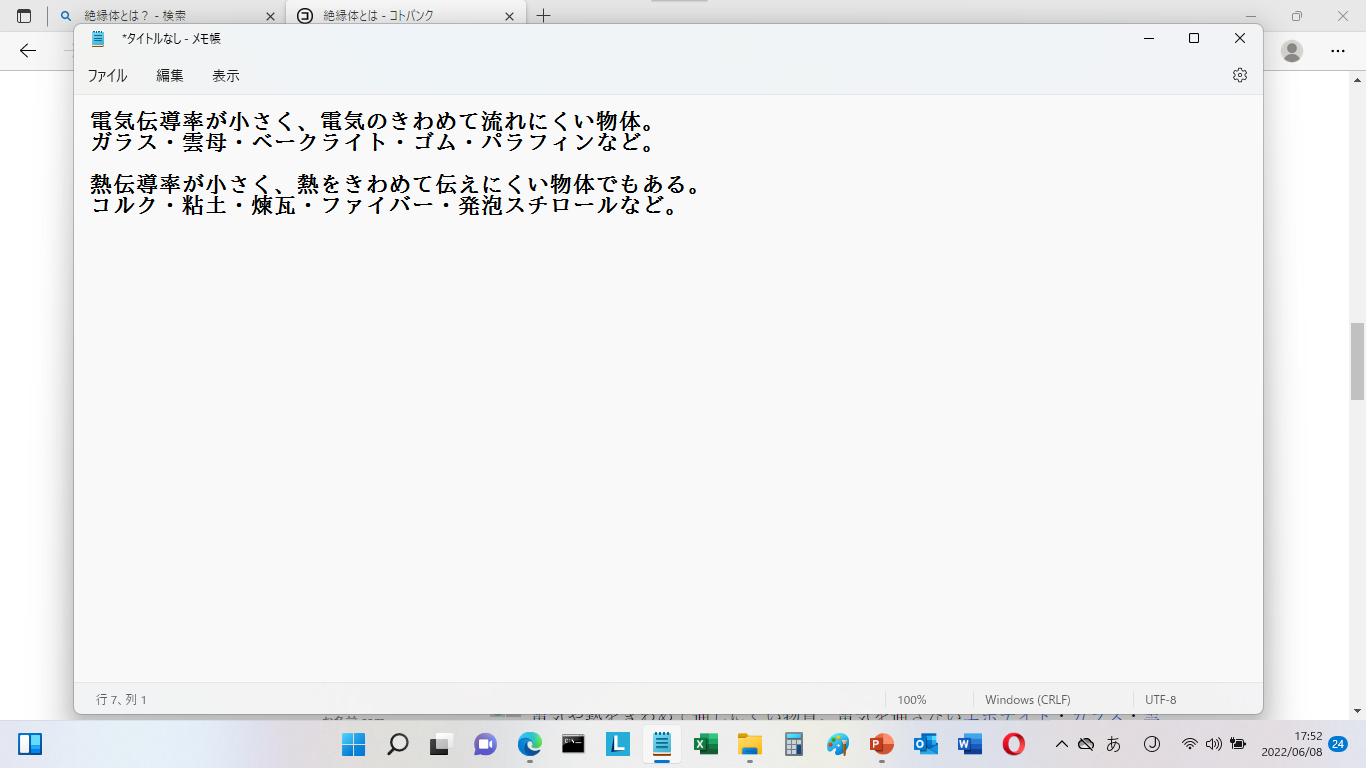 絶縁体とは? - 検索
絶縁体とは - コトバンク
*タイトルなし - メモ帳
ファイル 編集 表示
電気伝導率が小さく、電気のきわめて流れにくい物体。
ガラス・雲母・ベークライト・ゴム・パラフィンなど。
熱伝導率が小さく、熱をきわめて伝えにくい物体でもある。
コルク・粘土・煉瓦・ファイバー・発泡スチロールなど。
行 7、列 1
100%
Windows (CRLF)
UTF-8
あ
17:52
2022/06/08
24